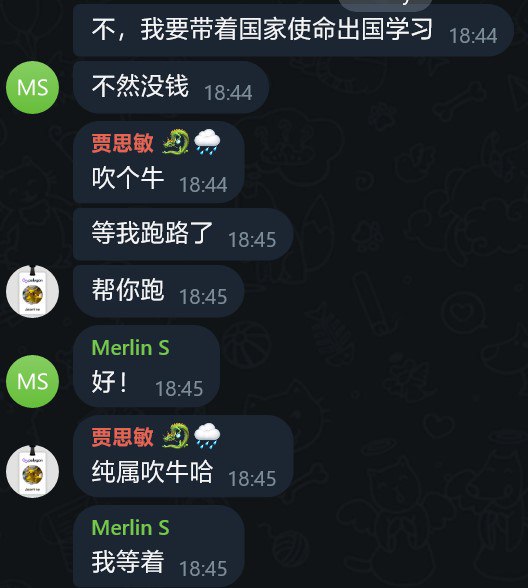 不，我要带着国家使命出国学习 18:44
MS
不然没钱 18:44
贾思敏 🐉🌧️
吹个牛 18:44
等我跑路了 18:45
帮你跑 18:45
Merlin S
MS
好！ 18:45
贾思敏 🐉🌧️
纯属吹牛哈 18:45
Merlin S
我等着 18:45